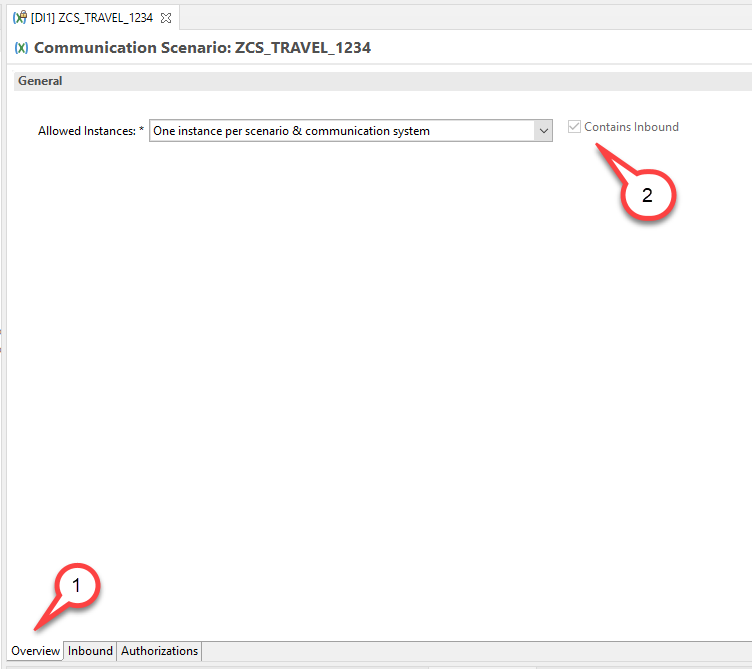 [DI1] ZCS_TRAVEL_1234
(X) Communication Scenario: ZCS_TRAVEL_1234
General
Allowed Instances: * One instance per scenario & communication system Contains Inbound
2
1
Overview Inbound Authorizations